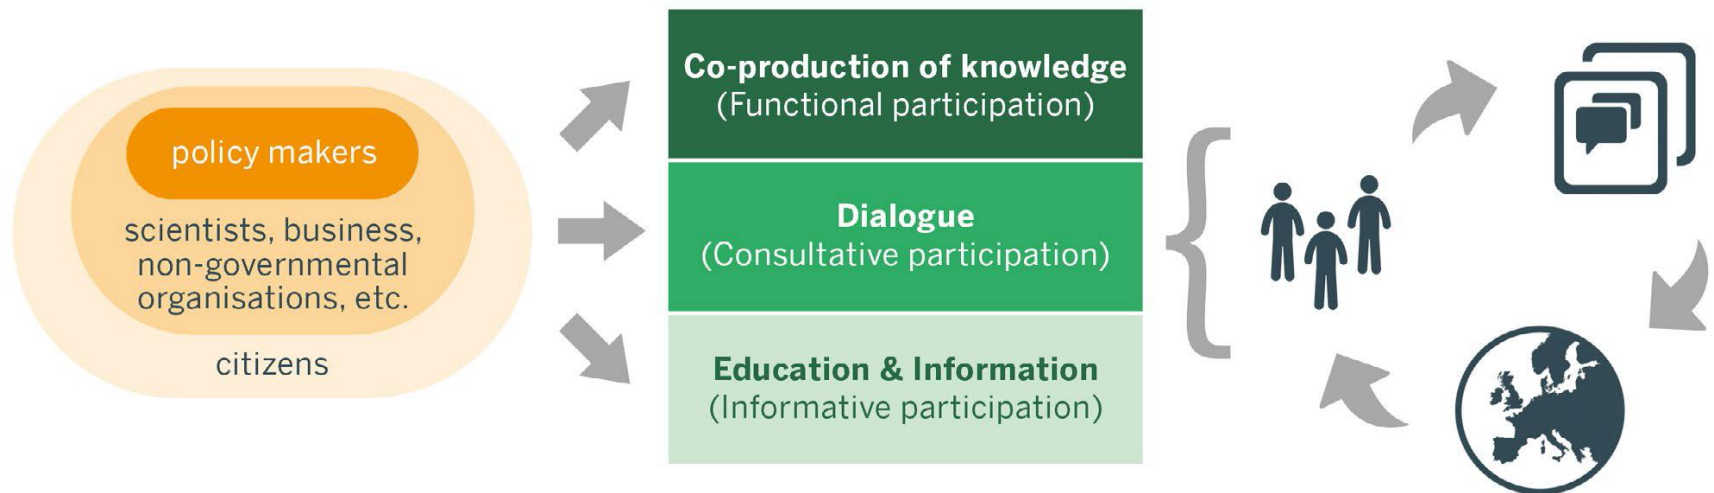 policy makers
scientists, business,
non-governmental
organisations, etc.
citizens
Co-production of knowledge
(Functional participation)
Dialogue
(Consultative participation)
Education & Information
(Informative participation)